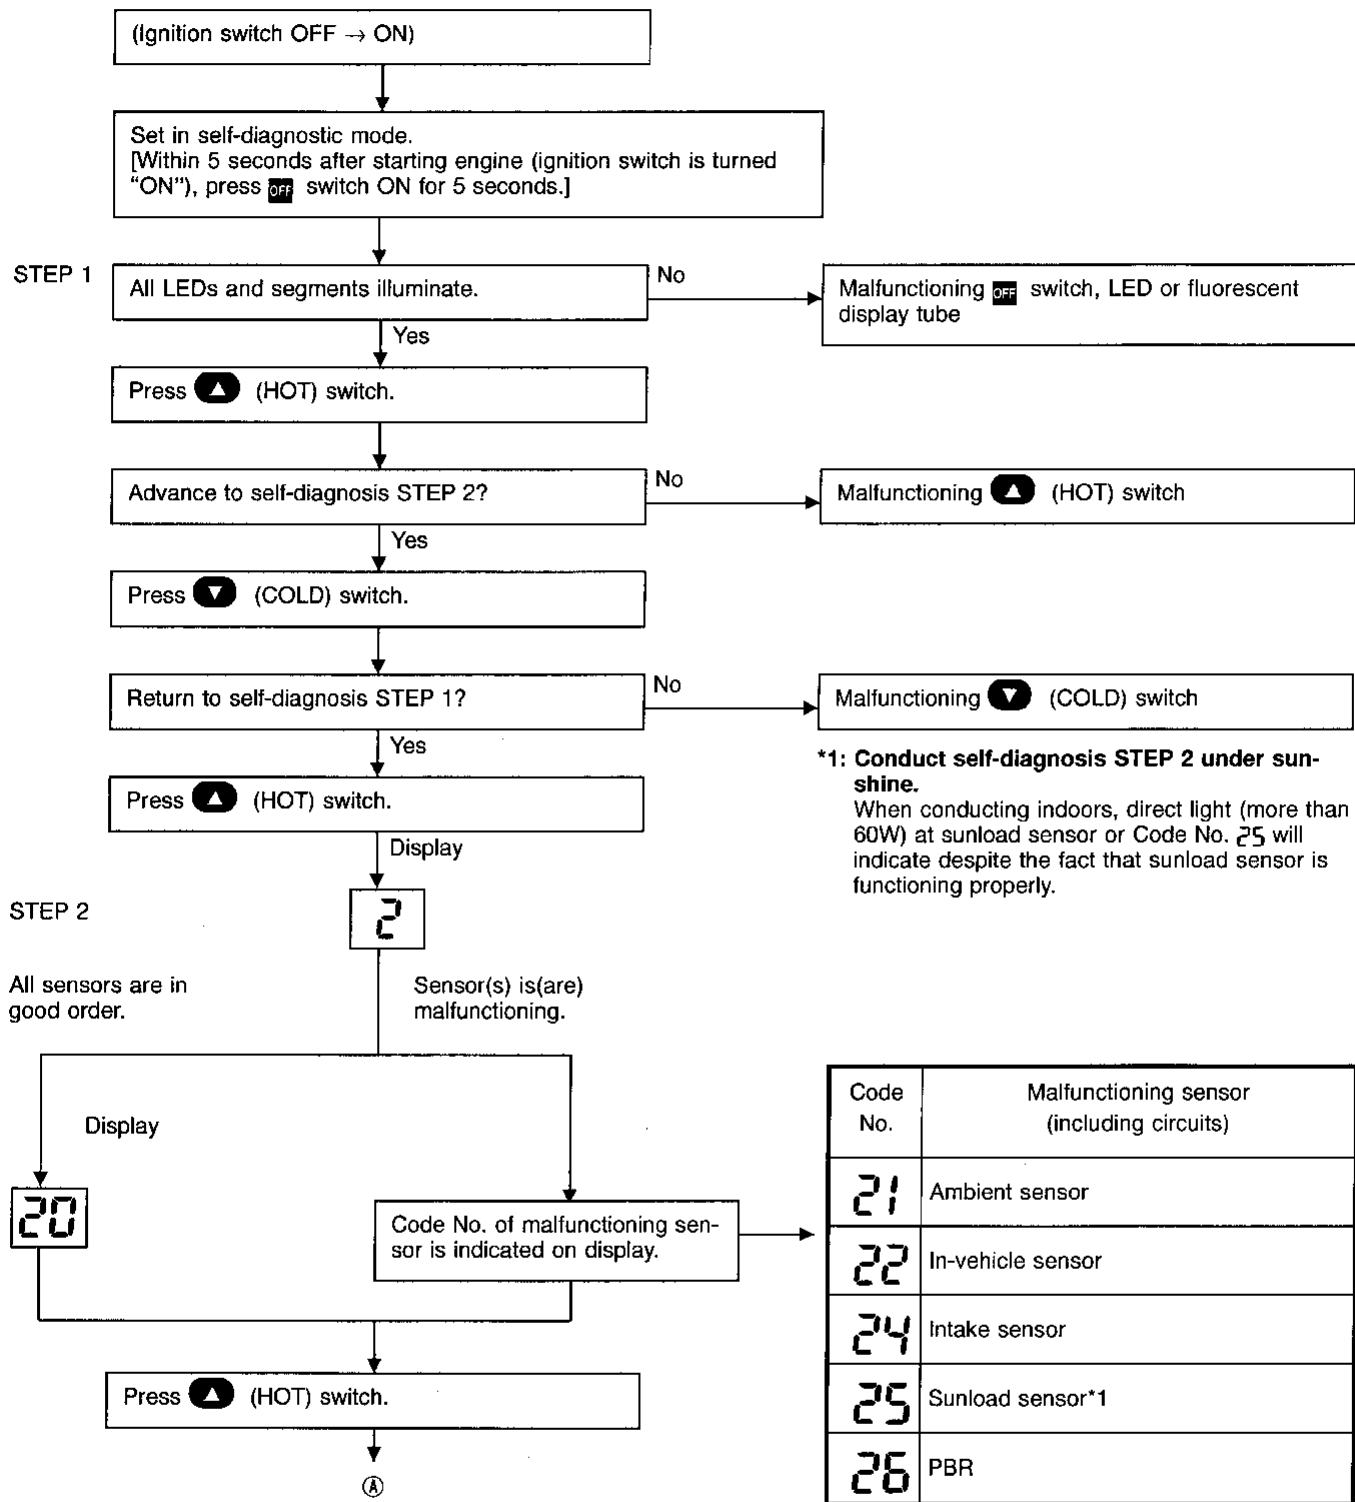 (Ignition switch OFF → ON)
Set in self-diagnostic mode.
[Within 5 seconds after starting engine (ignition switch is turned
“ON”), press OFF switch ON for 5 seconds.]
STEP 1
All LEDs and segments illuminate.
No
Malfunctioning OFF switch, LED or fluorescent
display tube
Yes
Press ▲ (HOT) switch.
Advance to self-diagnosis STEP 2?
No
Malfunctioning ▲ (HOT) switch
Yes
Press ▼ (COLD) switch.
Return to self-diagnosis STEP 1?
No
Malfunctioning ▼ (COLD) switch
Yes
Press ▲ (HOT) switch.
*1: Conduct self-diagnosis STEP 2 under sun-
shine.
When conducting indoors, direct light (more than
60W) at sunload sensor or Code No. 25 will
indicate despite the fact that sunload sensor is
functioning properly.
Display
STEP 2
2
All sensors are in
good order.
Sensor(s) is(are)
malfunctioning.
Display
20
Code No. of malfunctioning sen-
sor is indicated on display.
Code
No.
Malfunctioning sensor
(including circuits)
21 Ambient sensor
22 In-vehicle sensor
24 Intake sensor
25 Sunload sensor*1
26 PBR
Press ▲ (HOT) switch.
Ⓐ